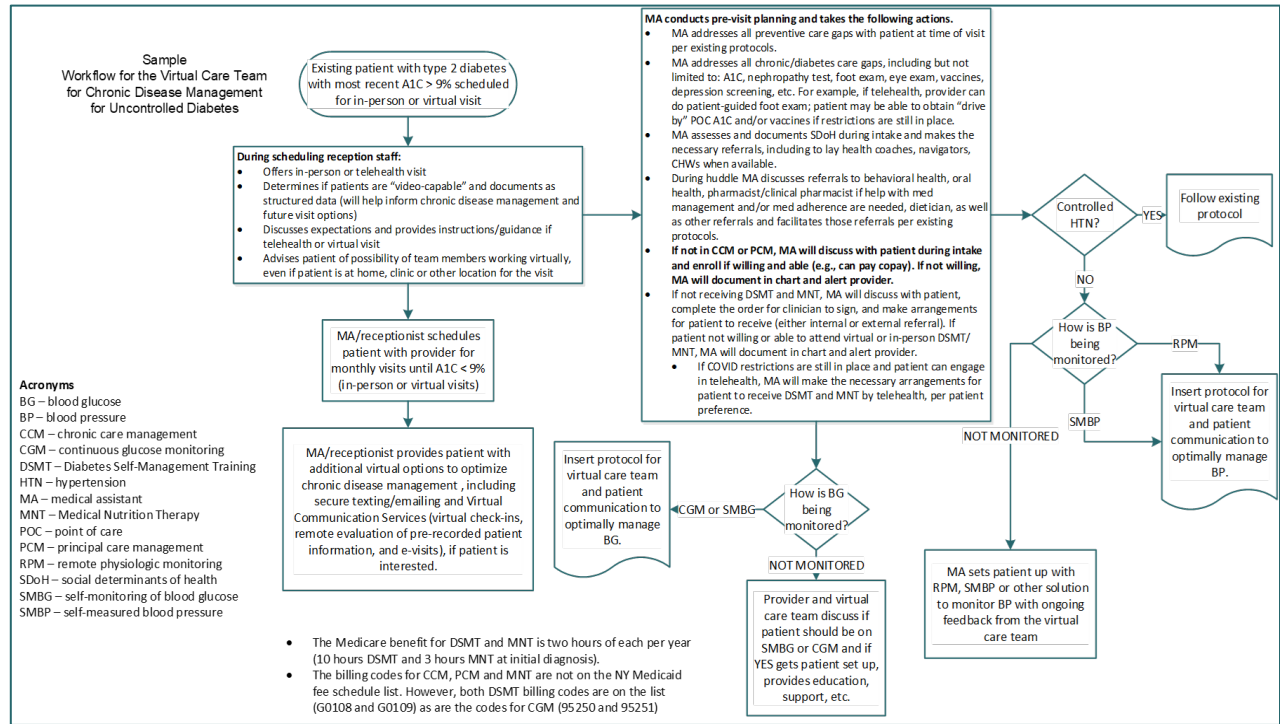 Sample
Workflow for the Virtual Care Team
for Chronic Disease Management
for Uncontrolled Diabetes
Existing patient with type 2 diabetes
with most recent A1C > 9% scheduled
for in-person or virtual visit
During scheduling reception staff:
• Offers in-person or telehealth visit
• Determines if patients are “video-capable” and documents as
structured data (will help inform chronic disease management and
future visit options)
• Discusses expectations and provides instructions/guidance if
telehealth or virtual visit
• Advises patient of possibility of team members working virtually,
even if patient is at home, clinic or other location for the visit
MA/receptionist schedules
patient with provider for
monthly visits until A1C < 9%
(in-person or virtual visits)
MA/receptionist provides patient with
additional virtual options to optimize
chronic disease management , including
secure texting/emailing and Virtual
Communication Services (virtual check-ins,
remote evaluation of pre-recorded patient
information, and e-visits), if patient is
interested.
MA conducts pre-visit planning and takes the following actions.
• MA addresses all preventive care gaps with patient at time of visit
per existing protocols.
• MA addresses all chronic/diabetes care gaps, including but not
limited to: A1C, nephropathy test, foot exam, eye exam, vaccines,
depression screening, etc. For example, if telehealth, provider can
do patient-guided foot exam; patient may be able to obtain “drive
by” POC A1C and/or vaccines if restrictions are still in place.
• MA assesses and documents SDoH during intake and makes the
necessary referrals, including to lay health coaches, navigators,
CHWs when available.
• During huddle MA discusses referrals to behavioral health, oral
health, pharmacist/clinical pharmacist if help with med
management and/or med adherence are needed, dietician, as well
as other referrals and facilitates those referrals per existing
protocols.
• If not in CCM or PCM, MA will discuss with patient during intake
and enroll if willing and able (e.g., can pay copay). If not willing,
MA will document in chart and alert provider.
• If not receiving DSMT and MNT, MA will discuss with patient,
complete the order for clinician to sign, and make arrangements
for patient to receive (either internal or external referral). If
patient not willing or able to attend virtual or in-person DSMT/
MNT, MA will document in chart and alert provider.
• If COVID restrictions are still in place and patient can engage
in telehealth, MA will make the necessary arrangements for
patient to receive DSMT and MNT by telehealth, per patient
preference.
Controlled
HTN?
YES
Follow existing
protocol
NO
How is BP
being
monitored?
RPM
SMBP
NOT MONITORED
Insert protocol for
virtual care team
and patient
communication to
optimally manage
BP.
MA sets patient up with
RPM, SMBP or other solution
to monitor BP with ongoing
feedback from the virtual
care team
How is BG
being
monitored?
CGM or SMBG
Insert protocol for
virtual care team
and patient
communication to
optimally manage
BG.
NOT MONITORED
Provider and virtual
care team discuss if
patient should be on
SMBG or CGM and if
YES gets patient set up,
provides education,
support, etc.
Acronyms
BG – blood glucose
BP – blood pressure
CCM – chronic care management
CGM – continuous glucose monitoring
DSMT – Diabetes Self-Management Training
HTN – hypertension
MA – medical assistant
MNT – Medical Nutrition Therapy
POC – point of care
PCM – principal care management
RPM – remote physiologic monitoring
SDoH – social determinants of health
SMBG – self-monitoring of blood glucose
SMBP – self-measured blood pressure
• The Medicare benefit for DSMT and MNT is two hours of each per year
(10 hours DSMT and 3 hours MNT at initial diagnosis).
• The billing codes for CCM, PCM and MNT are not on the NY Medicaid
fee schedule list. However, both DSMT billing codes are on the list
(G0108 and G0109) as are the codes for CGM (95250 and 95251)